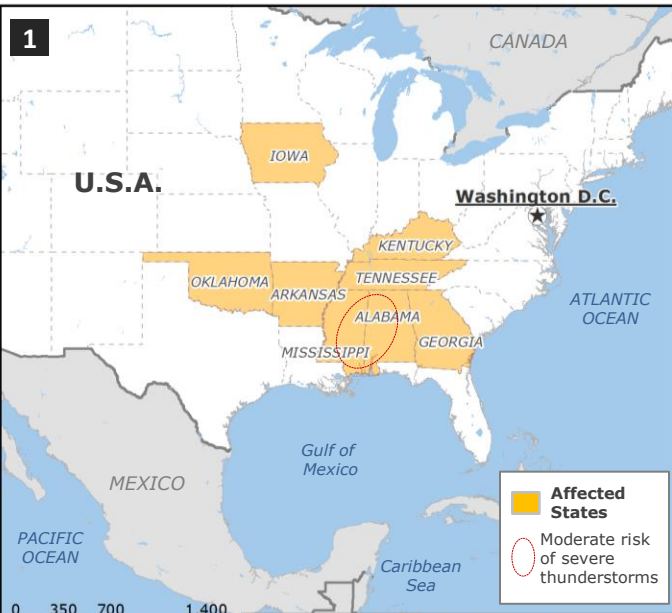 1
CANADA
IOWA
U.S.A.
Washington D.C.
KENTUCKY
OKLAHOMA
TENNESSEE
ARKANSAS
ATLANTIC
OCEAN
ALABAMA
GEORGIA
MISSISSIPPI
Gulf of
Mexico
MEXICO
PACIFIC
OCEAN
Caribbean
Sea
Affected
States
Moderate risk
of severe
thunderstorms
0 350 700 1 400